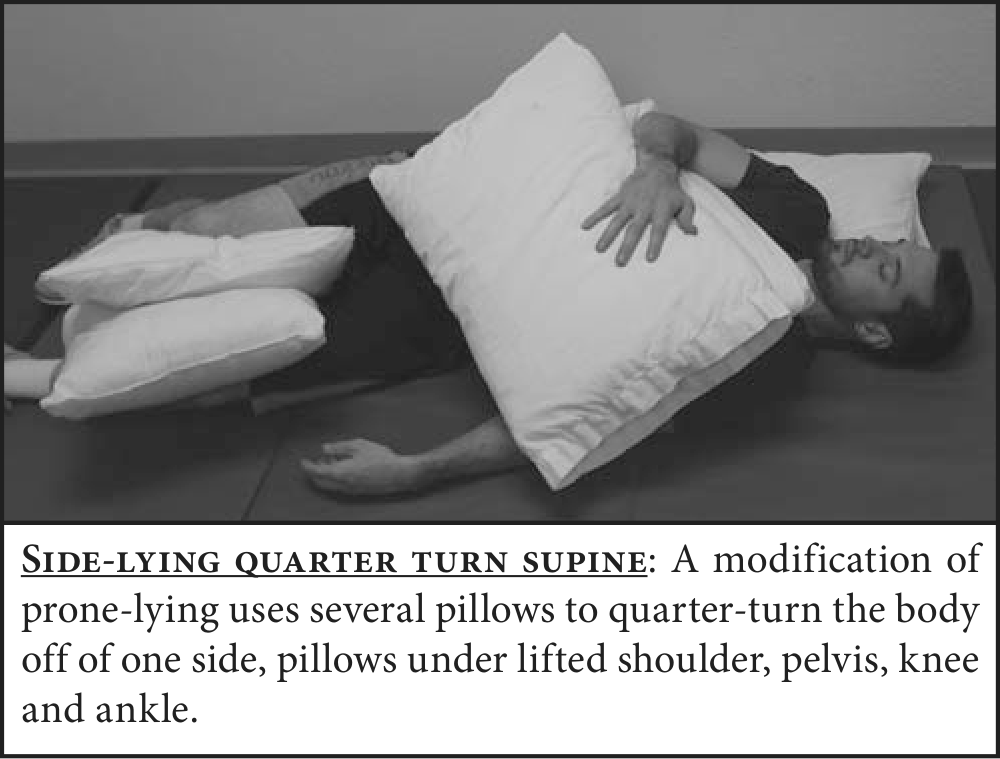 Side-lying quarter turn supine: A modification of
prone-lying uses several pillows to quarter-turn the body
off of one side, pillows under lifted shoulder, pelvis, knee
and ankle.